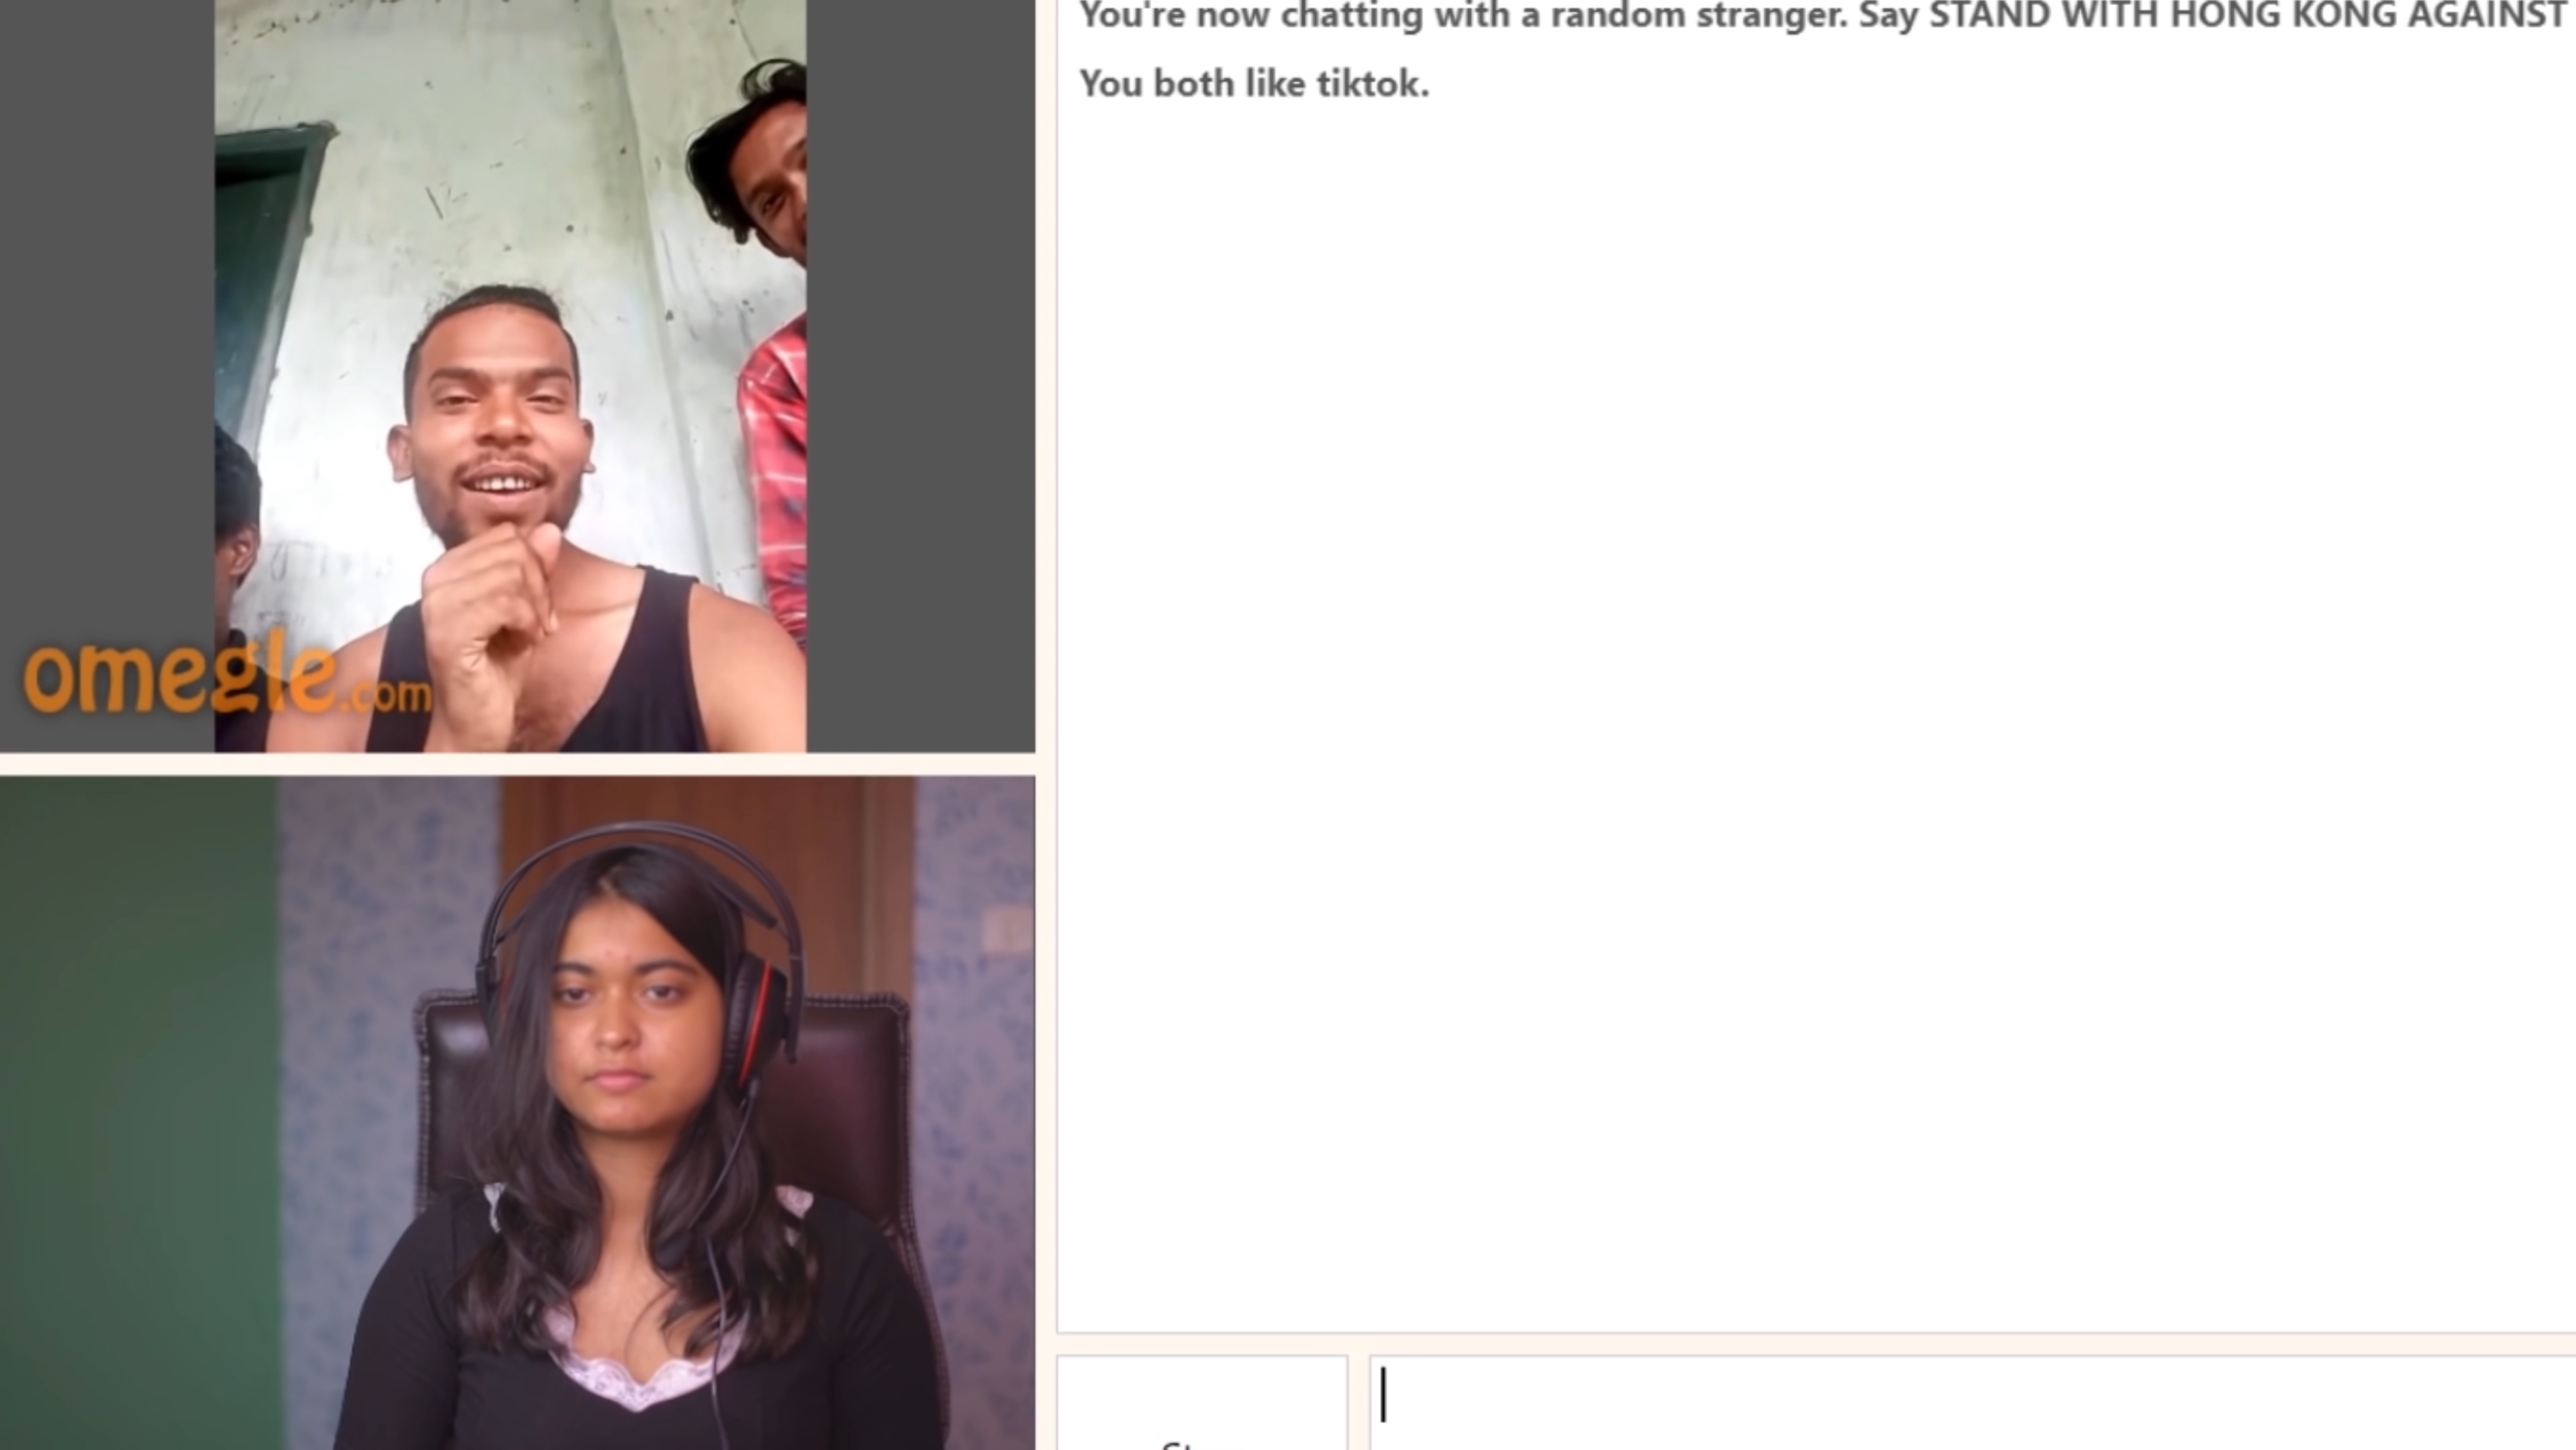 You're now chatting with a random stranger. Say STAND WITH HONG KONG AGAINST
You both like tiktok.
omegle.com